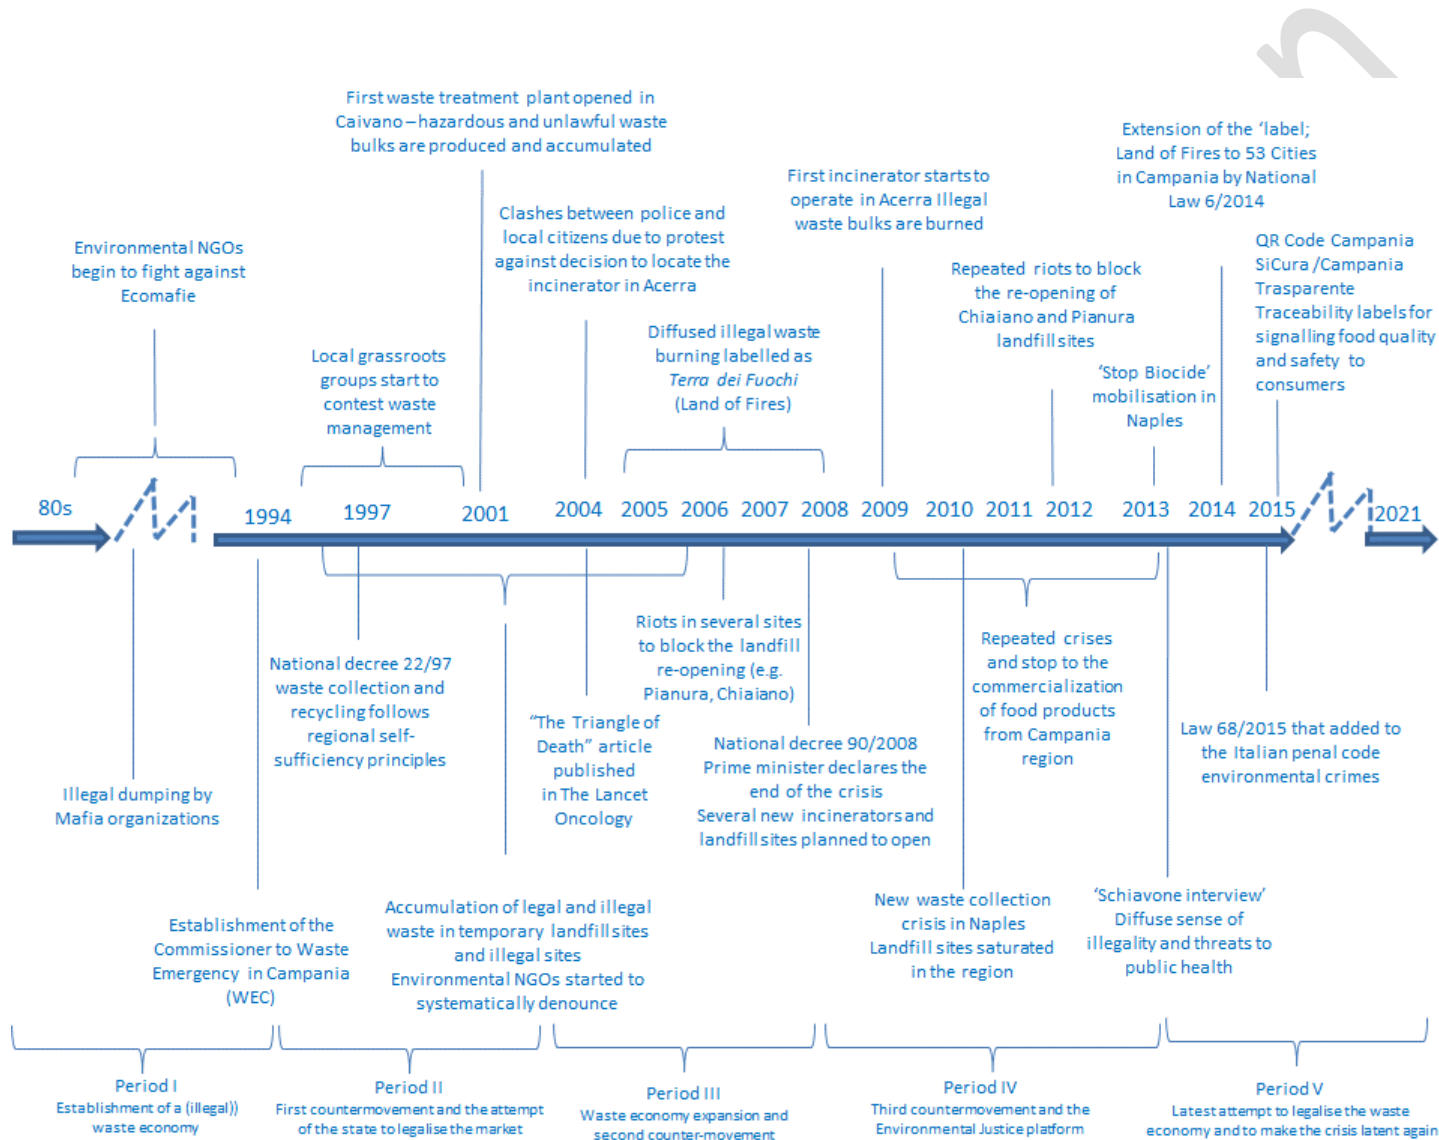 First waste treatment plant opened in
Caivano – hazardous and unlawful waste
bulks are produced and accumulated
Extension of the ‘label;
Land of Fires to 53 Cities
in Campania by National
Law 6/2014
First incinerator starts to
operate in Acerra Illegal
waste bulks are burned
Clashes between police and
local citizens due to protest
against decision to locate the
incinerator in Acerra
Environmental NGOs
begin to fight against
Ecomafie
QR Code Campania
SiCura /Campania
Trasparente
Traceability labels for
signalling food quality
and safety to
consumers
Repeated riots to block
the re-opening of
Chiaiano and Pianura
landfill sites
Diffused illegal waste
burning labelled as
Terra dei Fuochi
(Land of Fires)
Local grassroots
groups start to
contest waste
management
‘Stop Biocide’
mobilisation in
Naples
80s
1994
1997
2001
2004
2005
2006
2007
2008
2009
2010
2011
2012
2013
2014
2015
2021
Illegal dumping by
Mafia organizations
National decree 22/97
waste collection and
recycling follows
regional self-
sufficiency principles
Riots in several sites
to block the landfill
re-opening (e.g.
Pianura, Chiaiano)
Repeated crises
and stop to the
commercialization
of food products
from Campania
region
“The Triangle of
Death” article
published
in The Lancet
Oncology
National decree 90/2008
Prime minister declares the
end of the crisis
Several new incinerators and
landfill sites planned to open
Law 68/2015 that added to
the Italian penal code
environmental crimes
Establishment of the
Commissioner to Waste
Emergency in Campania
(WEC)
Accumulation of legal and illegal
waste in temporary landfill sites
and illegal sites
Environmental NGOs started to
systematically denounce
New waste collection
crisis in Naples
Landfill sites saturated
in the region
‘Schiavone interview’
Diffuse sense of
illegality and threats to
public health
Period I
Establishment of a (illegal))
waste economy
Period II
First countermovement and the attempt
of the state to legalise the market
Period III
Waste economy expansion and
second counter-movement
Period IV
Third countermovement and the
Environmental Justice platform
Period V
Latest attempt to legalise the waste
economy and to make the crisis latent again